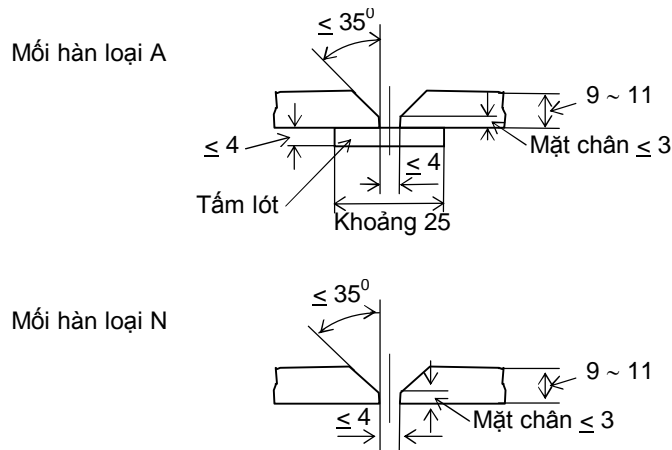 ≤ 35⁰
Mối hàn loại A
9 ~ 11
≤ 4
Mặt chân ≤ 3
≤ 4
Tấm lót
Khoảng 25
≤ 35⁰
Mối hàn loại N
9 ~ 11
≤ 4
Mặt chân ≤ 3